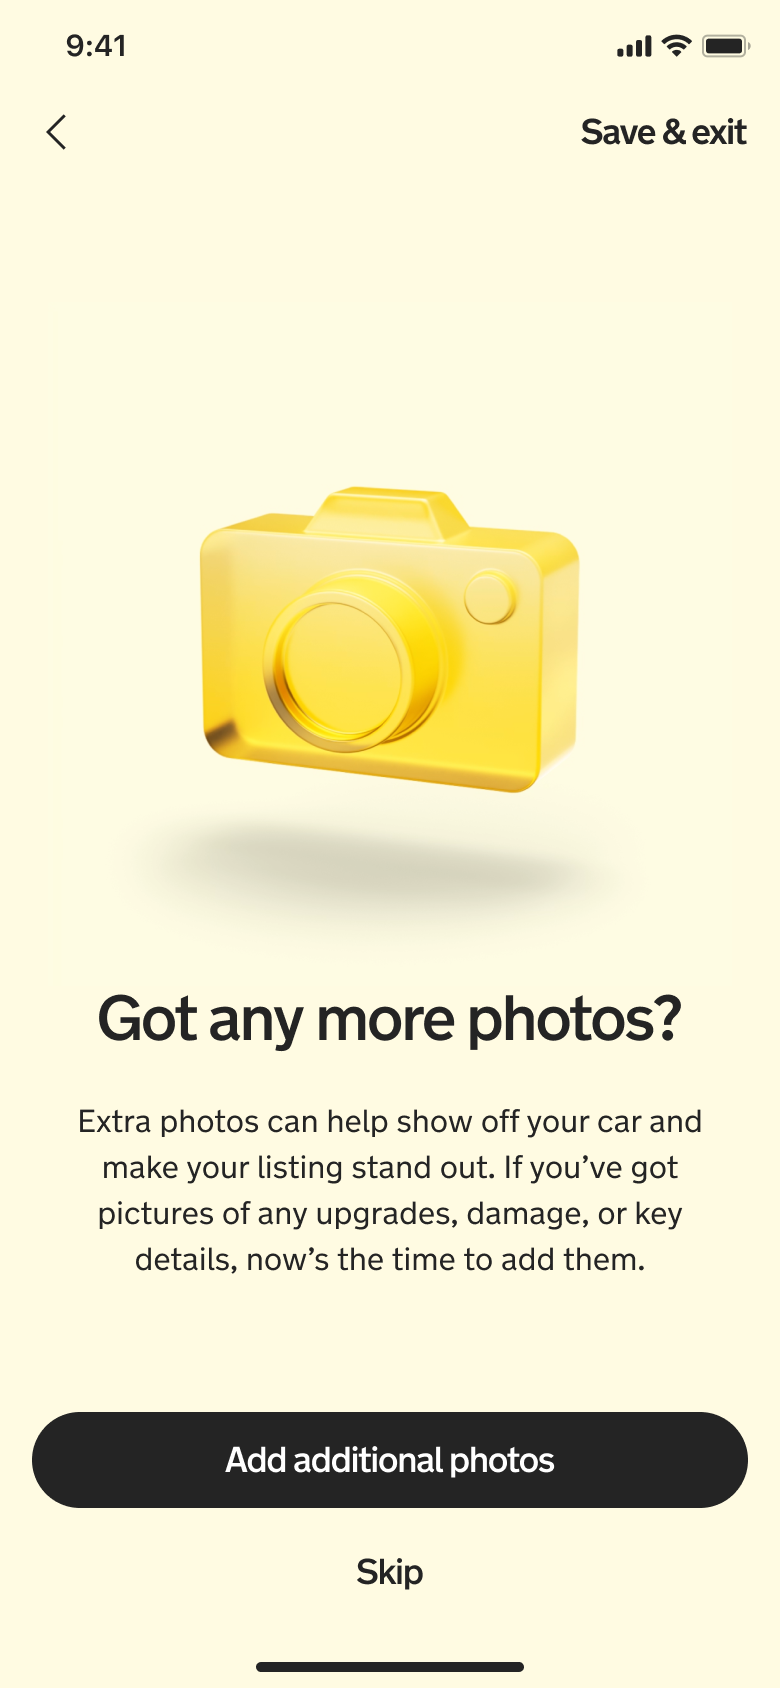 9:41
Save & exit
Got any more photos?
Extra photos can help show off your car and
make your listing stand out. If you’ve got
pictures of any upgrades, damage, or key
details, now’s the time to add them.
Add additional photos
Skip